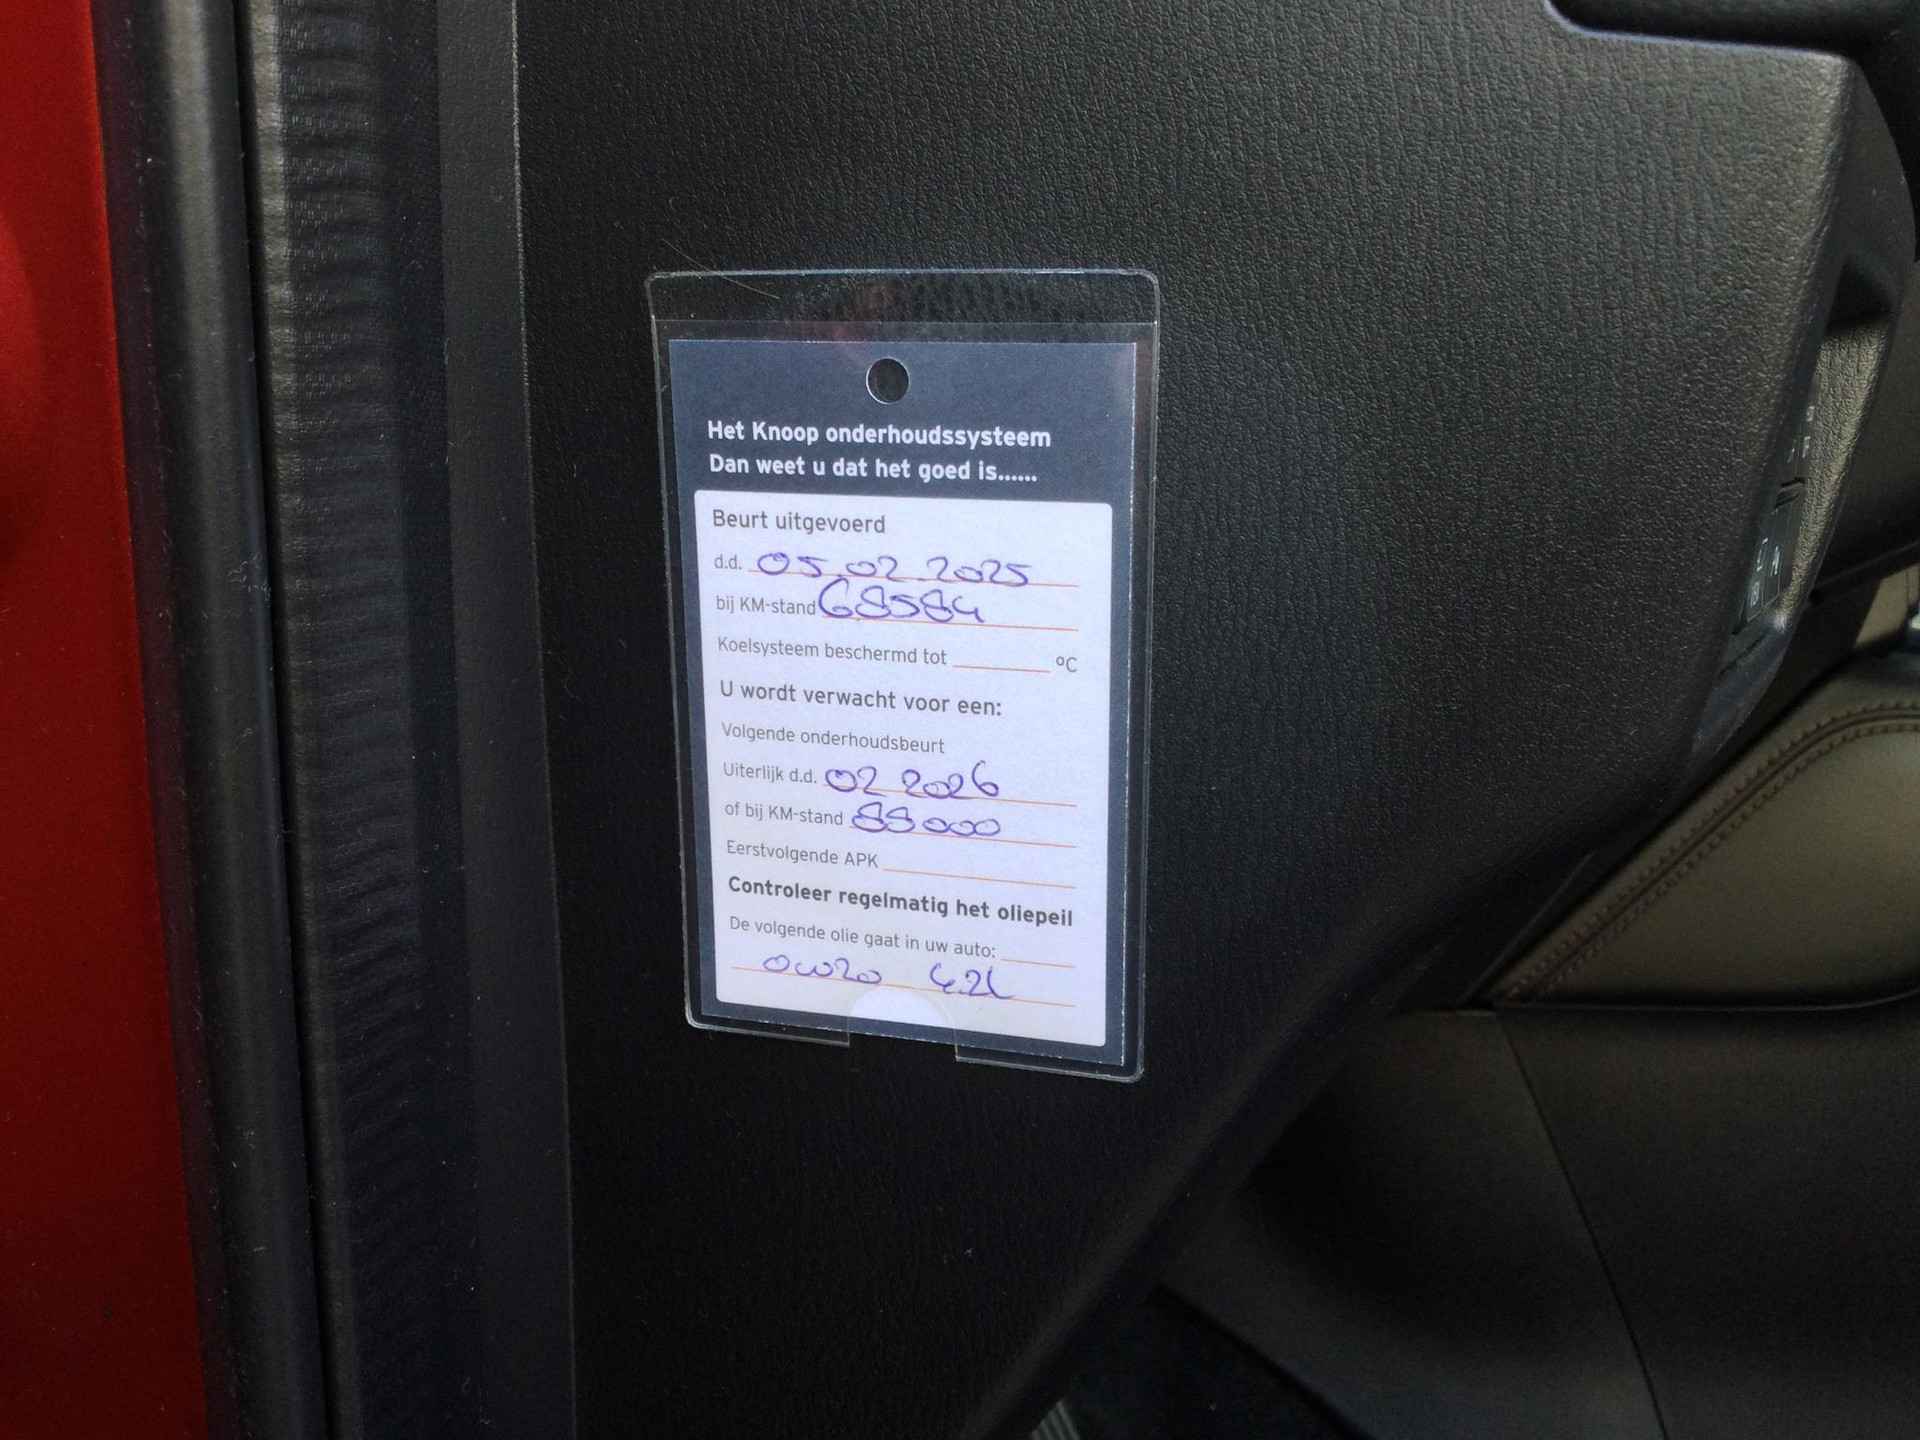 Het Knoop onderhoudssysteem
Dan weet u dat het goed is......
Beurt uitgevoerd
d.d. 05 02 2025
bij KM-stand 68584
Koelsysteem beschermd tot ______ °C
U wordt verwacht voor een:
Volgende onderhoudsbeurt
Uiterlijk d.d. 02 2026
of bij KM-stand 88000
Eerstvolgende APK
Controleer regelmatig het oliepeil
De volgende olie gaat in uw auto:
0W20 4.2L